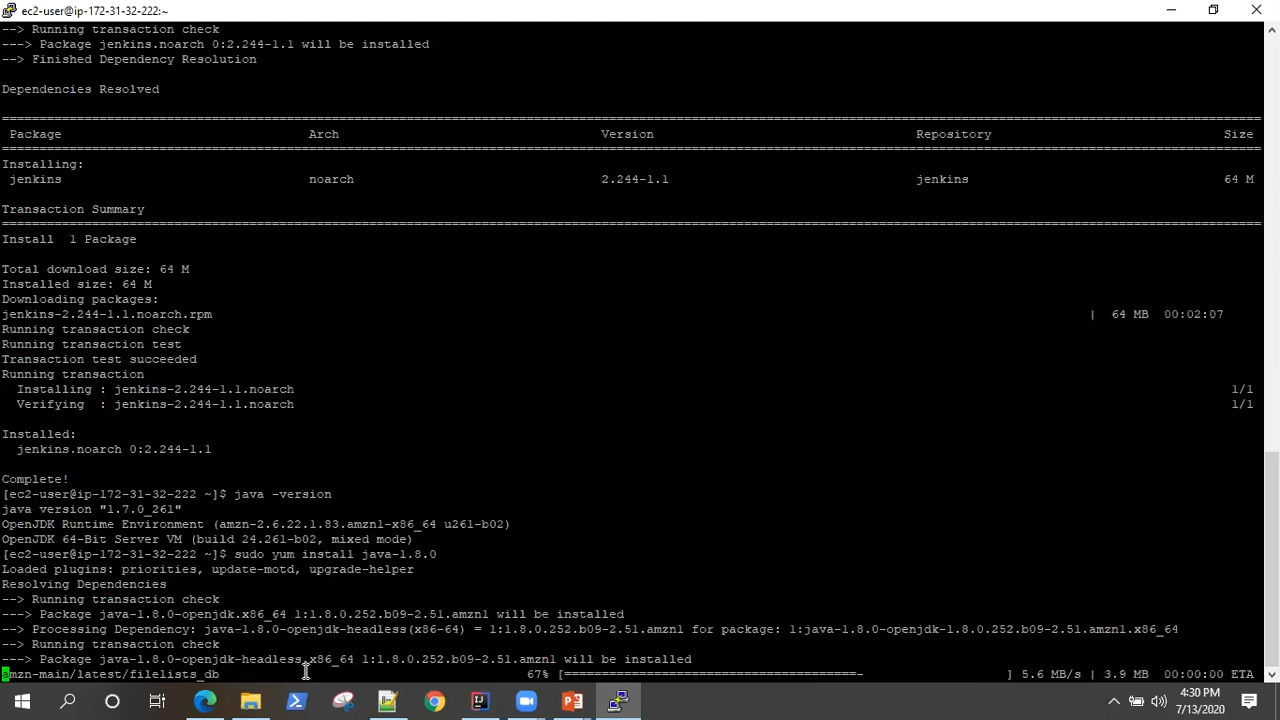 ec2-user@ip-172-31-32-222:~
--> Running transaction check
---> Package jenkins.noarch 0:2.244-1.1 will be installed
--> Finished Dependency Resolution
Dependencies Resolved
================================================================================
Package Arch Version Repository Size
================================================================================
Installing:
jenkins noarch 2.244-1.1 jenkins 64 M
Transaction Summary
================================================================================
Install  1 Package
Total download size: 64 M
Installed size: 64 M
Downloading packages:
jenkins-2.244-1.1.noarch.rpm | 64 MB 00:02:07
Running transaction check
Running transaction test
Transaction test succeeded
Running transaction
Installing : jenkins-2.244-1.1.noarch 1/1
Verifying  : jenkins-2.244-1.1.noarch 1/1
Installed:
jenkins.noarch 0:2.244-1.1
Complete!
[ec2-user@ip-172-31-32-222 ~]$ java -version
java version "1.7.0_261"
OpenJDK Runtime Environment (amzn-2.6.22.1.83.amzn1-x86_64 u261-b02)
OpenJDK 64-Bit Server VM (build 24.261-b02, mixed mode)
[ec2-user@ip-172-31-32-222 ~]$ sudo yum install java-1.8.0
Loaded plugins: priorities, update-motd, upgrade-helper
Resolving Dependencies
--> Running transaction check
---> Package java-1.8.0-openjdk.x86_64 1:1.8.0.252.b09-2.51.amzn1 will be installed
--> Processing Dependency: java-1.8.0-openjdk-headless(x86-64) = 1:1.8.0.252.b09-2.51.amzn1 for package: 1:java-1.8.0-openjdk-1.8.0.252.b09-2.51.amzn1.x86_64
--> Running transaction check
---> Package java-1.8.0-openjdk-headless.x86_64 1:1.8.0.252.b09-2.51.amzn1 will be installed
amzn-main/latest/filelists_db 67% [=======================================- ] 5.6 MB/s | 3.9 MB 00:00:00 ETA
4:30 PM
7/13/2020